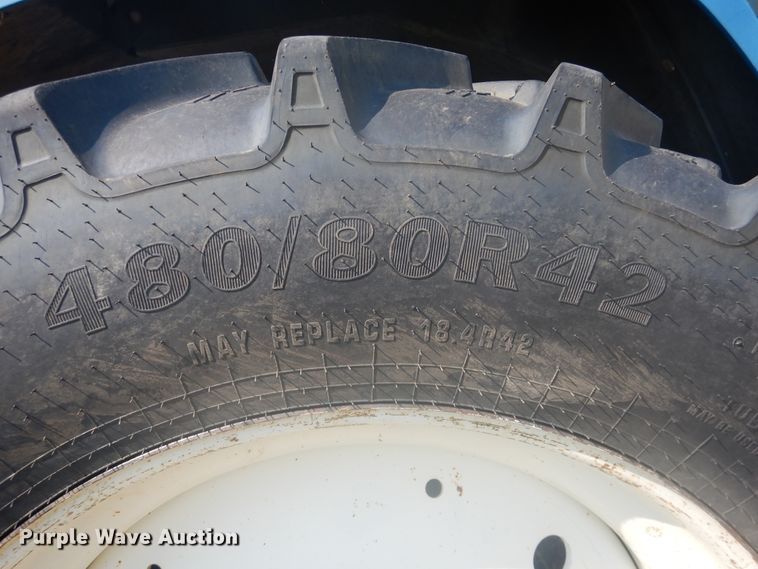 480/80R42
MAY REPLACE 18.4R42
Purple Wave Auction